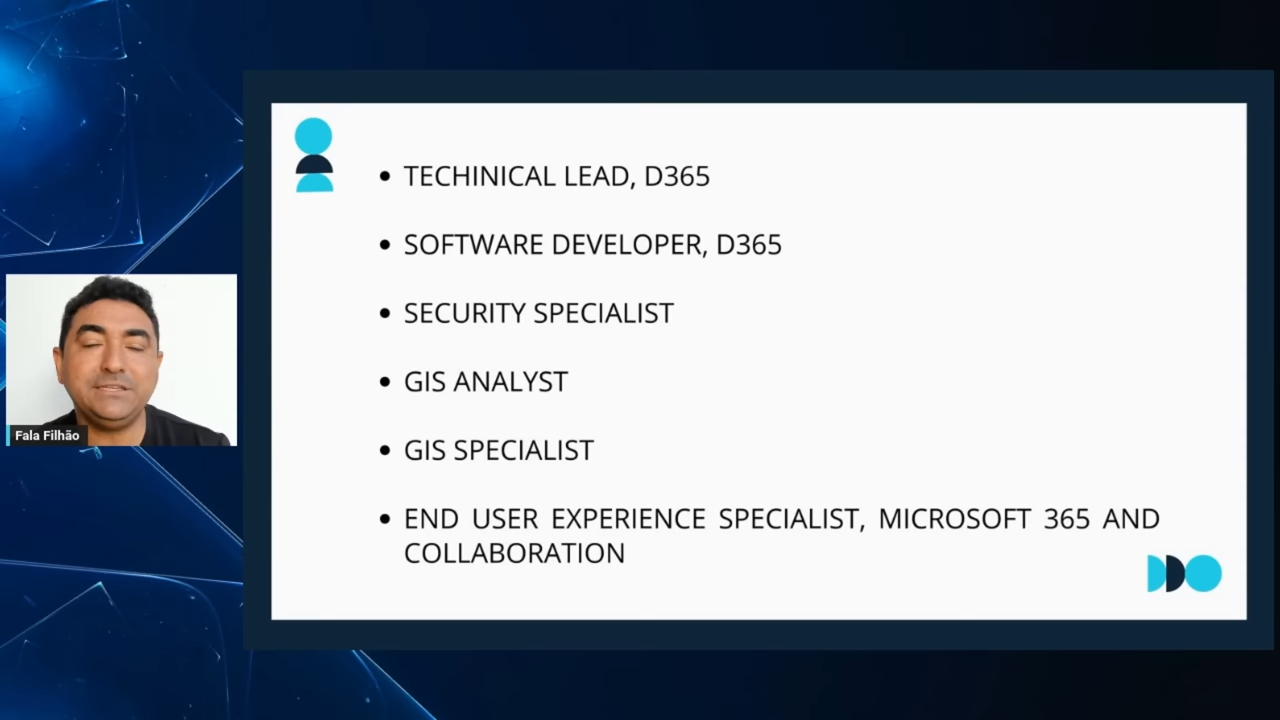 • TECHINICAL LEAD, D365
• SOFTWARE DEVELOPER, D365
• SECURITY SPECIALIST
• GIS ANALYST
• GIS SPECIALIST
• END USER EXPERIENCE SPECIALIST, MICROSOFT 365 AND
COLLABORATION
Fala Filhão